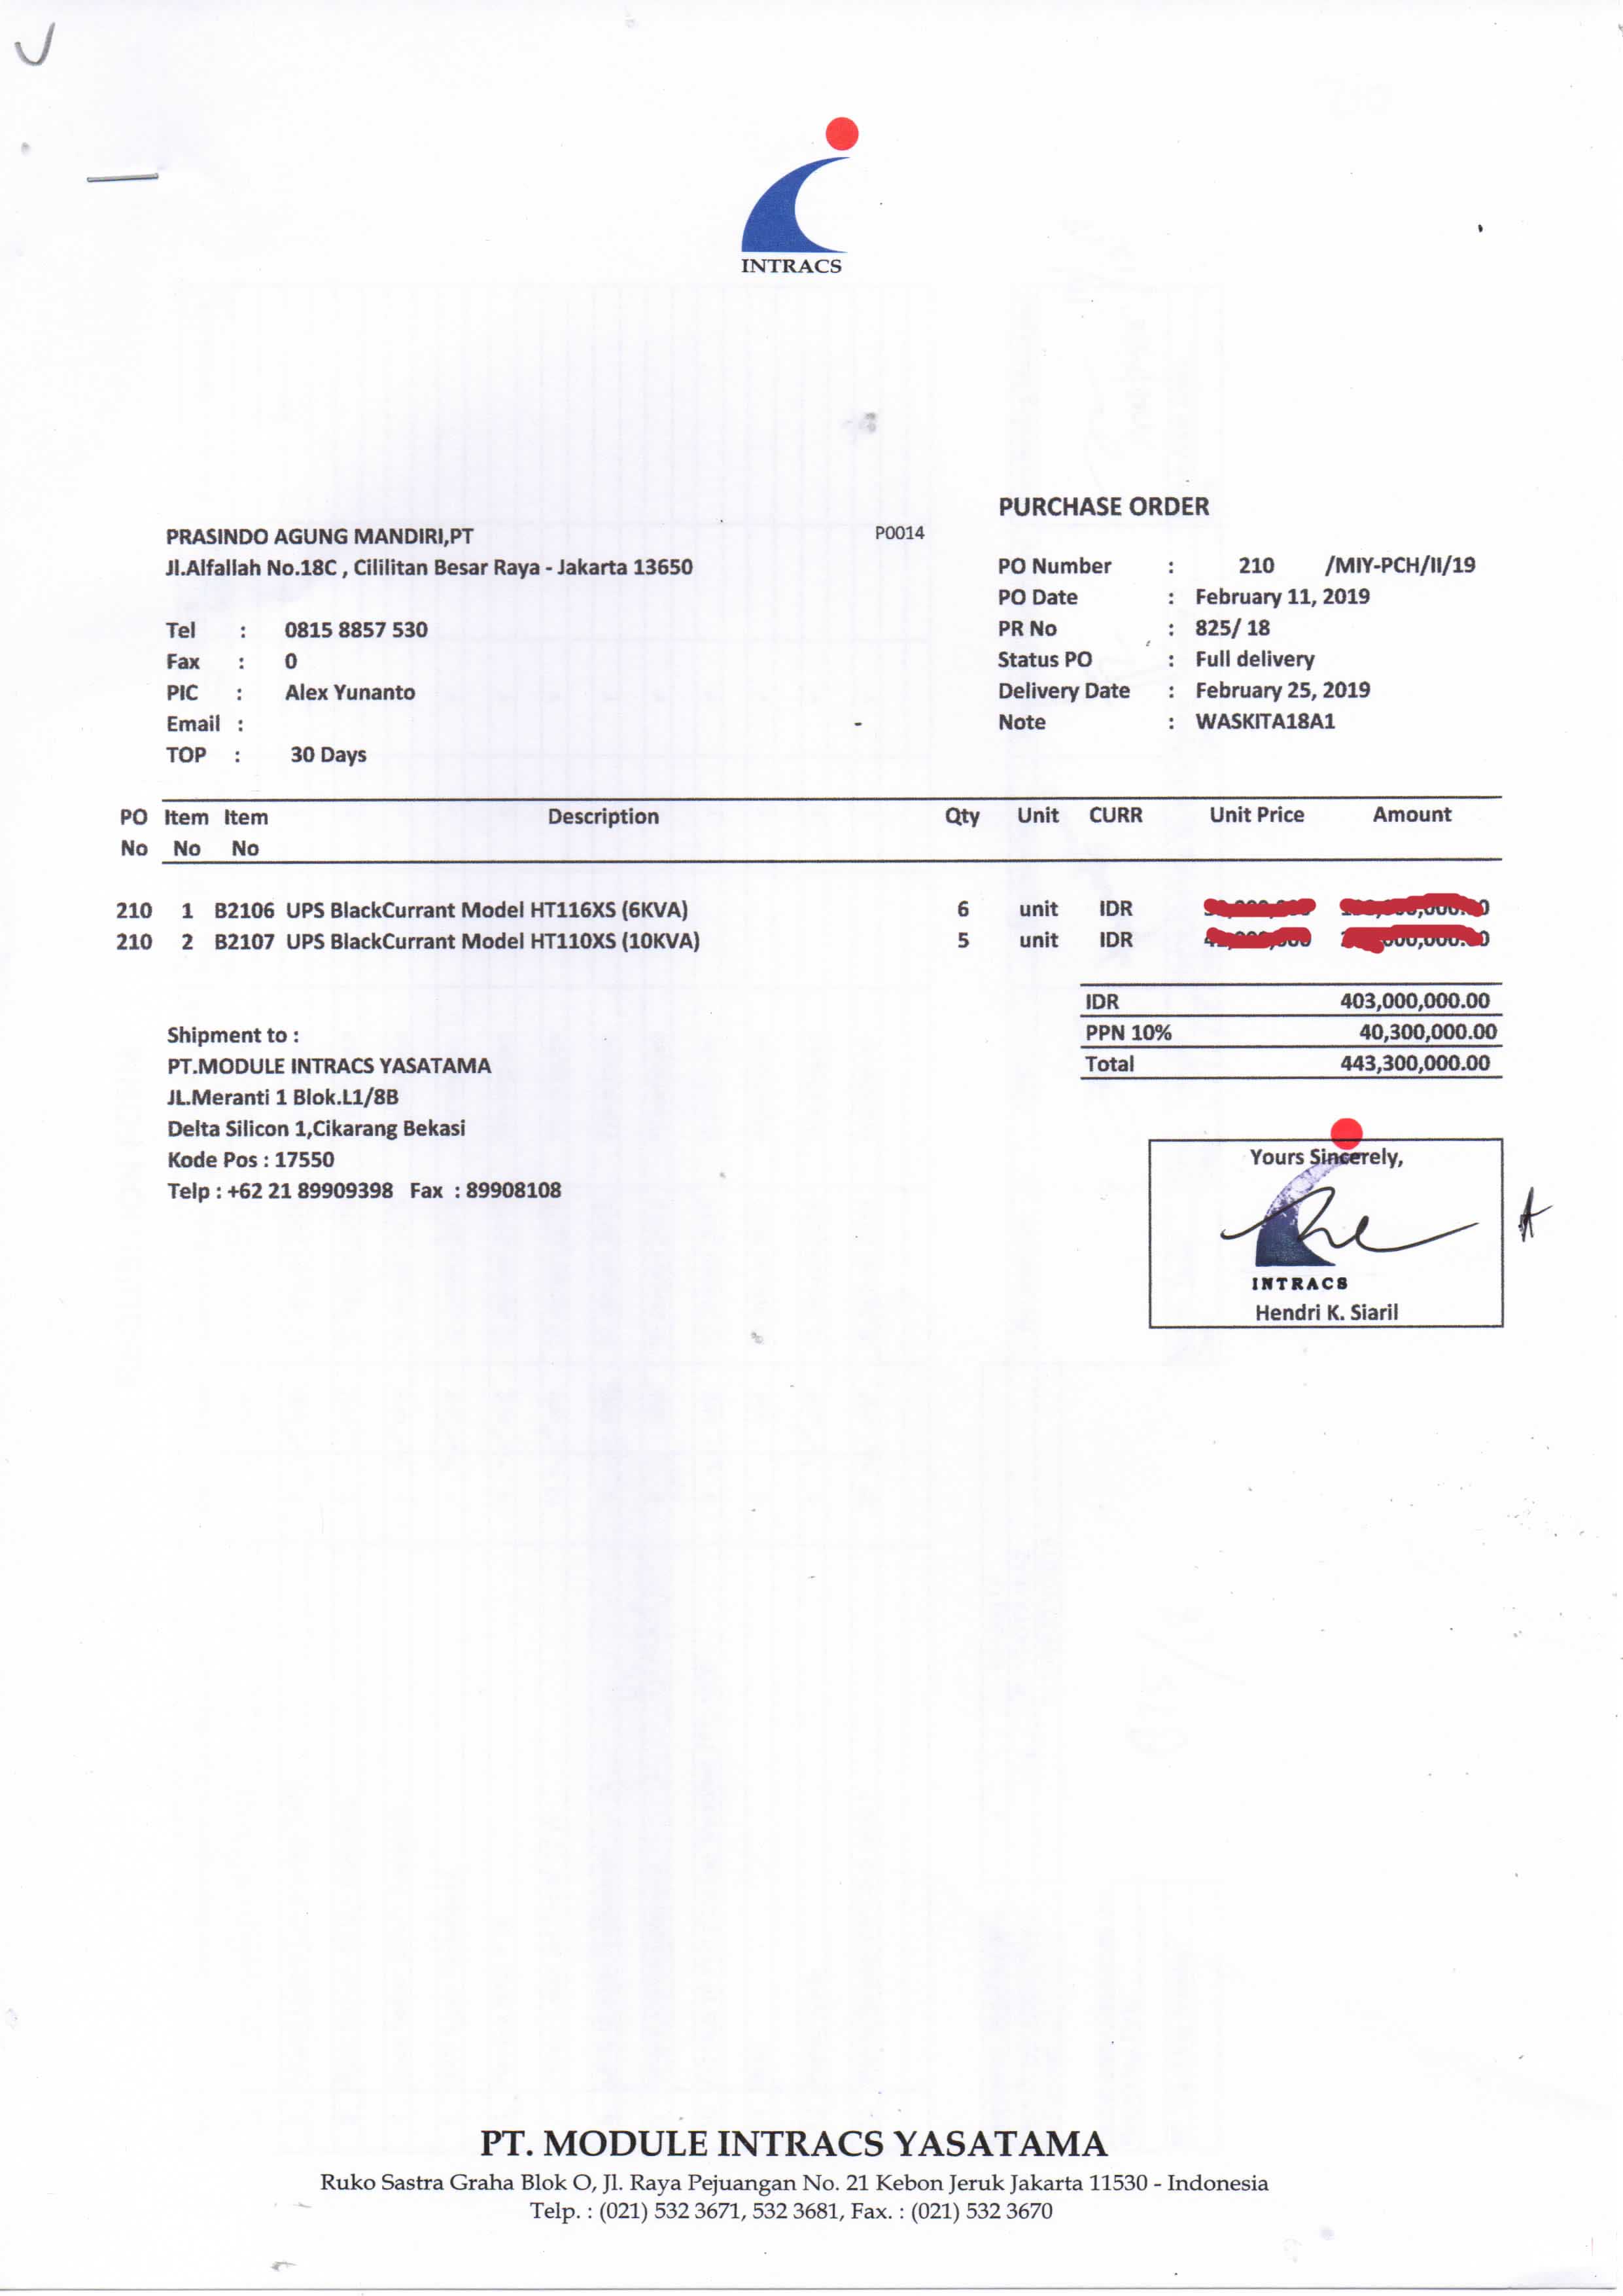 INTRACS
PURCHASE ORDER
PRASINDO AGUNG MANDIRI,PT P0014
Jl.Alfallah No.18C , Cililitan Besar Raya - Jakarta 13650
PO Number : 210 /MIY-PCH/II/19
PO Date : February 11, 2019
Tel : 0815 8857 530
PR No : 825/ 18
Fax : 0
Status PO : Full delivery
PIC : Alex Yunanto
Delivery Date : February 25, 2019
Email : -
Note : WASKITA18A1
TOP : 30 Days
PO Item Item Description Qty Unit CURR Unit Price Amount
No No No
210 1 B2106 UPS BlackCurrant Model HT116XS (6KVA) 6 unit IDR
210 2 B2107 UPS BlackCurrant Model HT110XS (10KVA) 5 unit IDR
IDR 403,000,000.00
PPN 10% 40,300,000.00
Total 443,300,000.00
Shipment to :
PT.MODULE INTRACS YASATAMA
JL.Meranti 1 Blok.L1/8B
Delta Silicon 1,Cikarang Bekasi
Kode Pos : 17550
Telp : +62 21 89909398 Fax : 89908108
Yours Sincerely,
INTRACS
Hendri K. Siaril
PT. MODULE INTRACS YASATAMA
Ruko Sastra Graha Blok O, Jl. Raya Pejuangan No. 21 Kebon Jeruk Jakarta 11530 - Indonesia
Telp. : (021) 532 3671, 532 3681, Fax. : (021) 532 3670